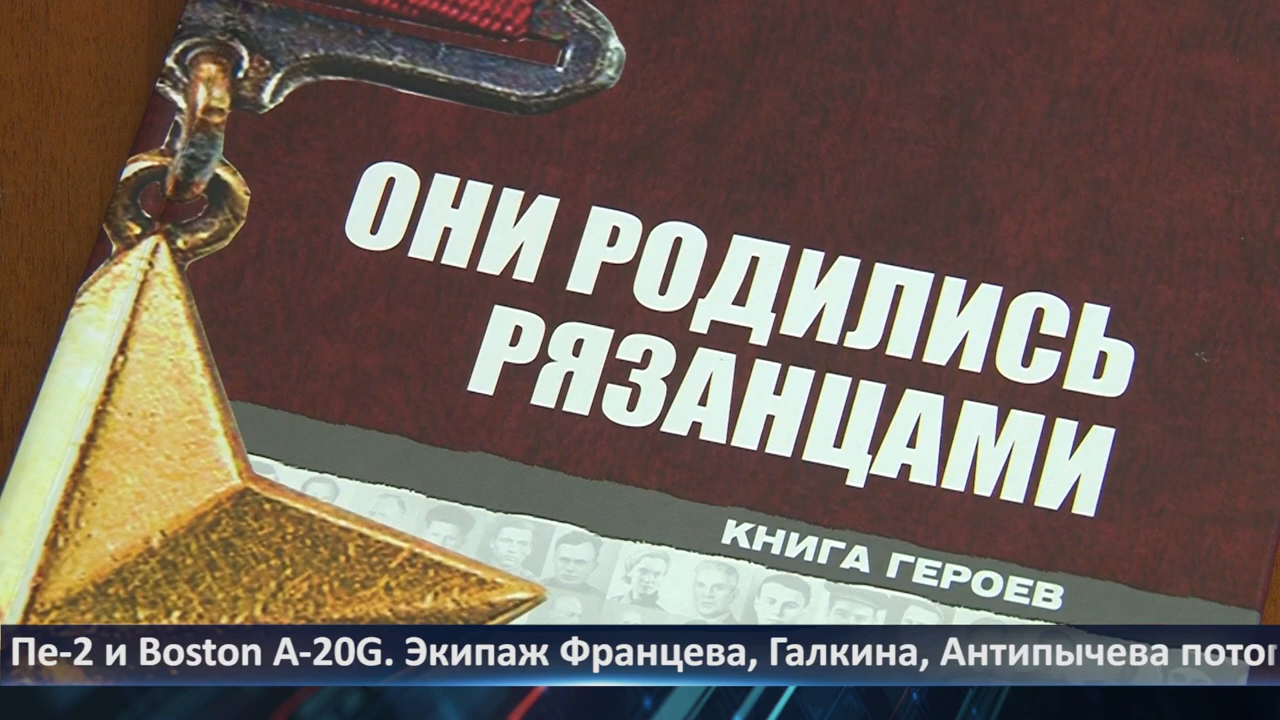 ОНИ РОДИЛИСЬ
РЯЗАНЦАМИ
КНИГА ГЕРОЕВ
Пе-2 и Boston A-20G. Экипаж Францева, Галкина, Антипычева